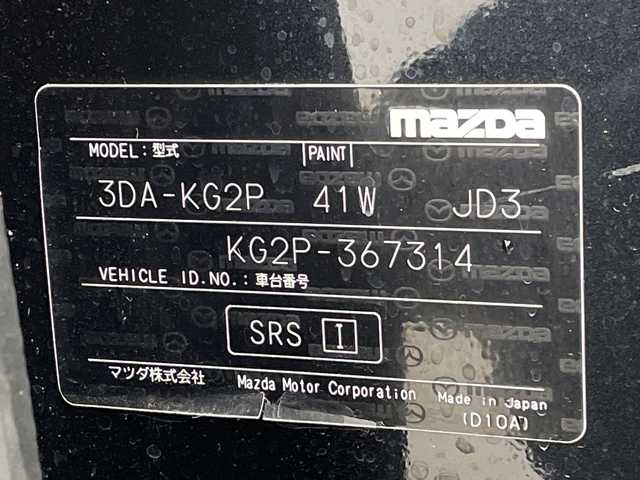 mazda
MODEL：型式 PAINT
3DA-KG2P 41W JD3
KG2P-367314
VEHICLE ID.NO.：車台番号
SRS I
マツダ株式会社 Mazda Motor Corporation Made in Japan
(D10A)